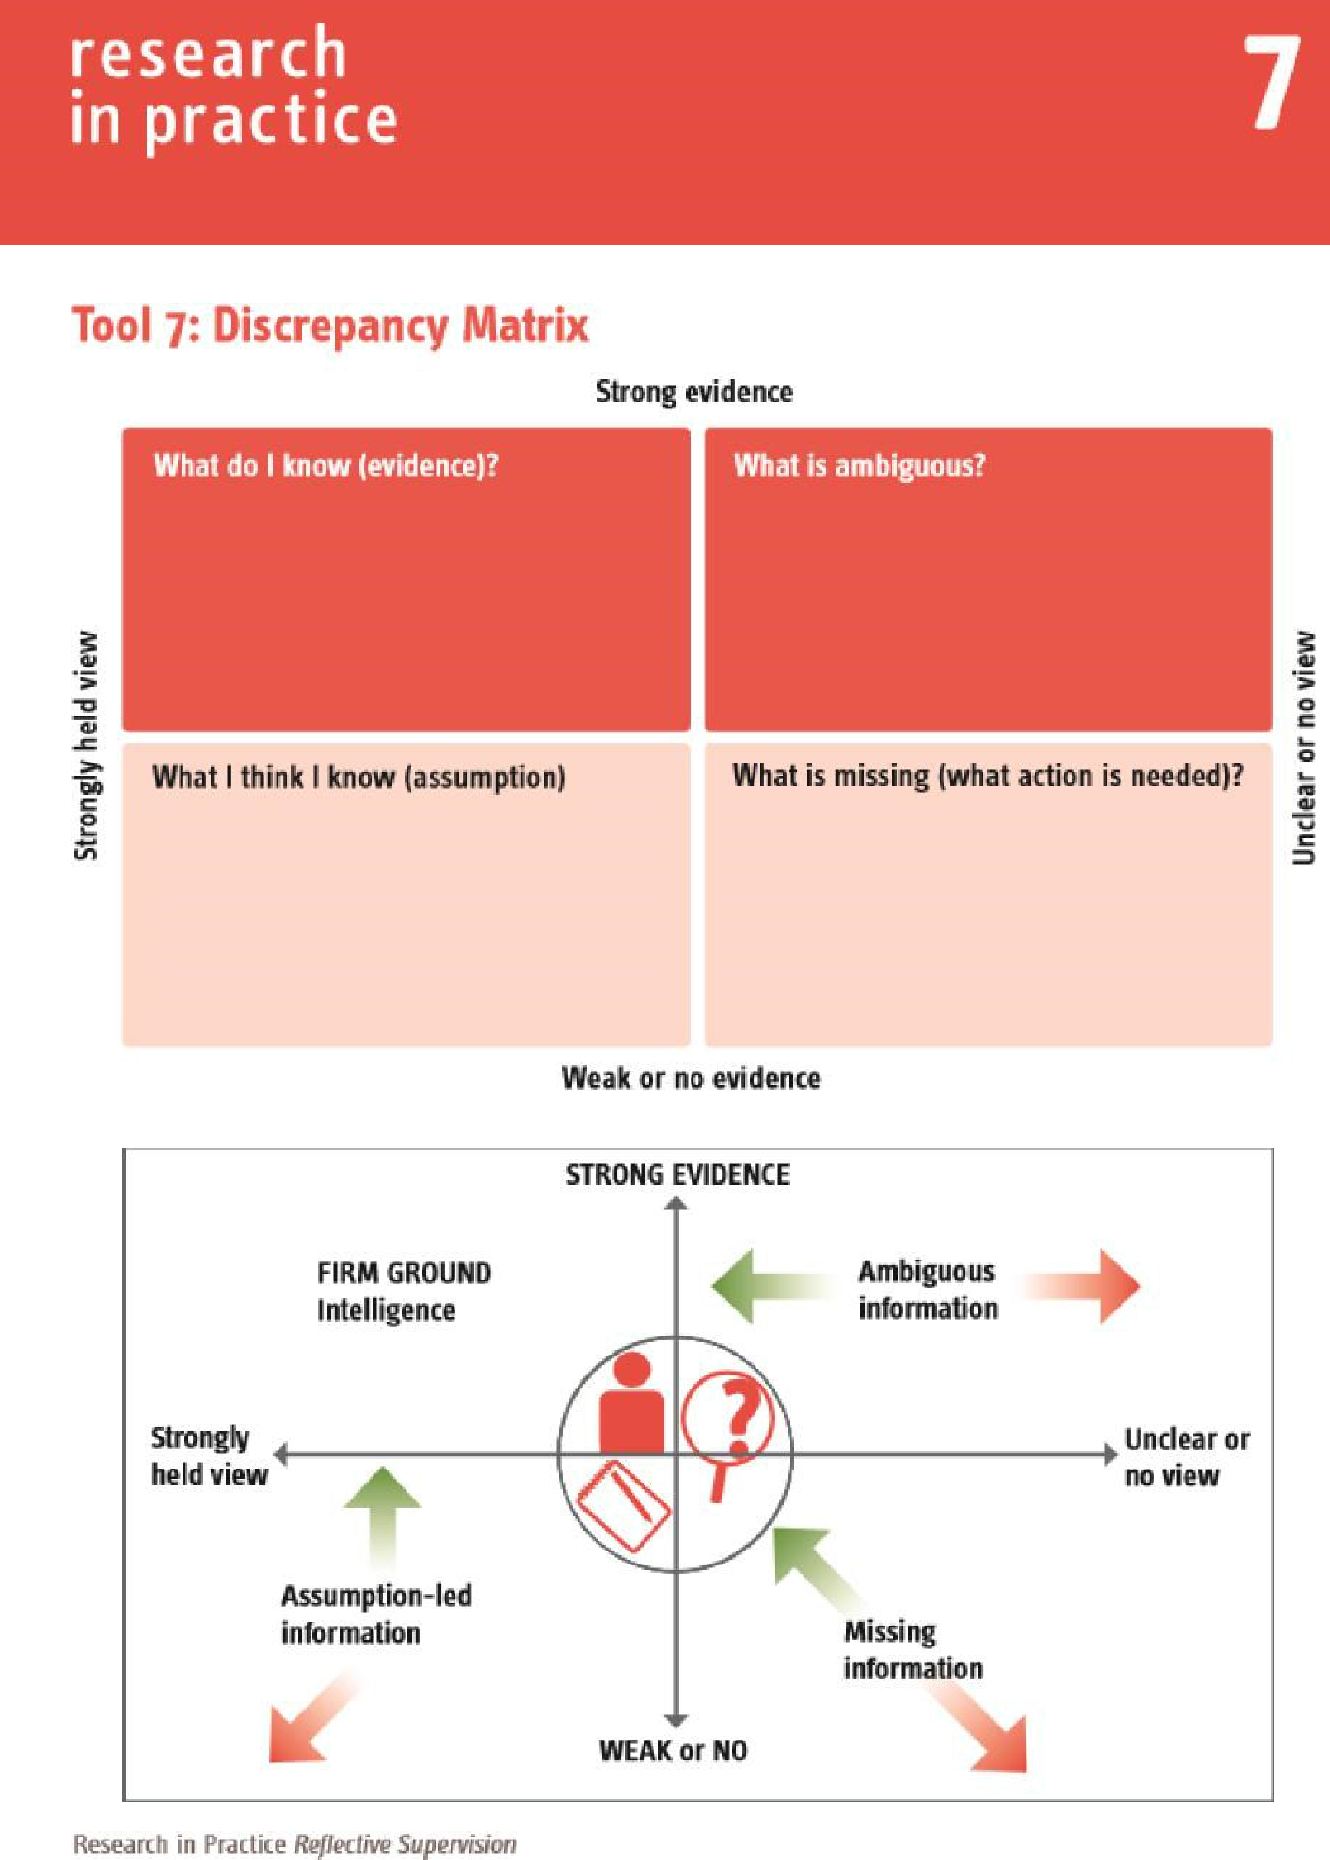 research
in practice
7
Tool 7: Discrepancy Matrix
Strong evidence
What do I know (evidence)?
What is ambiguous?
Strongly held view
Unclear or no view
What I think I know (assumption)
What is missing (what action is needed)?
Weak or no evidence
STRONG EVIDENCE
FIRM GROUND
Intelligence
Ambiguous
information
?
Strongly
held view
Unclear or
no view
Assumption-led
information
Missing
information
WEAK or NO
Research in Practice Reflective Supervision